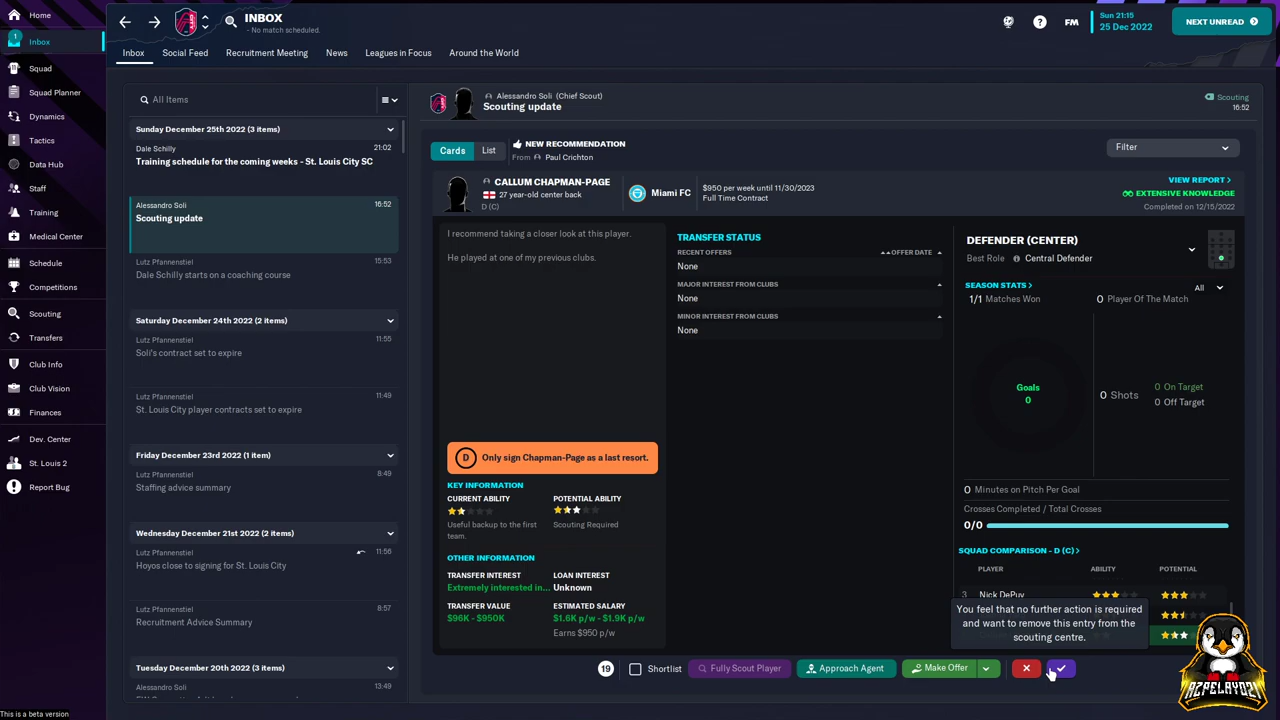 Home
INBOX
- No match scheduled.
FM
Sun 21:15
25 Dec 2022
NEXT UNREAD
1
Inbox
Inbox
Social Feed
Recruitment Meeting
News
Leagues in Focus
Around the World
Squad
Squad Planner
Dynamics
Tactics
Data Hub
Staff
Training
Medical Center
Schedule
Competitions
Scouting
Transfers
Club Info
Club Vision
Finances
Dev. Center
St. Louis 2
Report Bug
This is a beta version
All Items
Sunday December 25th 2022 (3 items)
Dale Schilly
21:02
Training schedule for the coming weeks - St. Louis City SC
Alessandro Soli
16:52
Scouting update
Lutz Pfannenstiel
15:53
Dale Schilly starts on a coaching course
Saturday December 24th 2022 (2 items)
Lutz Pfannenstiel
11:55
Soli's contract set to expire
Lutz Pfannenstiel
11:49
St. Louis City player contracts set to expire
Friday December 23rd 2022 (1 item)
Lutz Pfannenstiel
8:49
Staffing advice summary
Wednesday December 21st 2022 (2 items)
Lutz Pfannenstiel
11:56
Hoyos close to signing for St. Louis City
Lutz Pfannenstiel
8:57
Recruitment Advice Summary
Tuesday December 20th 2022 (3 items)
Alessandro Soli
13:49
Alessandro Soli (Chief Scout)
Scouting update
Scouting
16:52
Cards
List
NEW RECOMMENDATION
From Paul Crichton
Filter
CALLUM CHAPMAN-PAGE
27 year-old center back
D (C)
Miami FC
$950 per week until 11/30/2023
Full Time Contract
VIEW REPORT >
EXTENSIVE KNOWLEDGE
Completed on 12/15/2022
I recommend taking a closer look at this player.
He played at one of my previous clubs.
D Only sign Chapman-Page as a last resort.
KEY INFORMATION
CURRENT ABILITY
POTENTIAL ABILITY
Useful backup to the first team.
Scouting Required
OTHER INFORMATION
TRANSFER INTEREST
LOAN INTEREST
Extremely interested in...
Unknown
TRANSFER VALUE
ESTIMATED SALARY
$96K - $950K
$1.6K p/w - $1.9K p/w
Earns $950 p/w
TRANSFER STATUS
RECENT OFFERS
OFFER DATE
None
MAJOR INTEREST FROM CLUBS
None
MINOR INTEREST FROM CLUBS
None
DEFENDER (CENTER)
Best Role Central Defender
SEASON STATS >
All
1/1 Matches Won
0 Player Of The Match
Goals
0
0 Shots
0 On Target
0 Off Target
0 Minutes on Pitch Per Goal
Crosses Completed / Total Crosses
0/0
SQUAD COMPARISON - D (C) >
PLAYER
ABILITY
POTENTIAL
3 Nick DePuy
You feel that no further action is required
and want to remove this entry from the
scouting centre.
19
Shortlist
Fully Scout Player
Approach Agent
Make Offer
ACPELAYO21